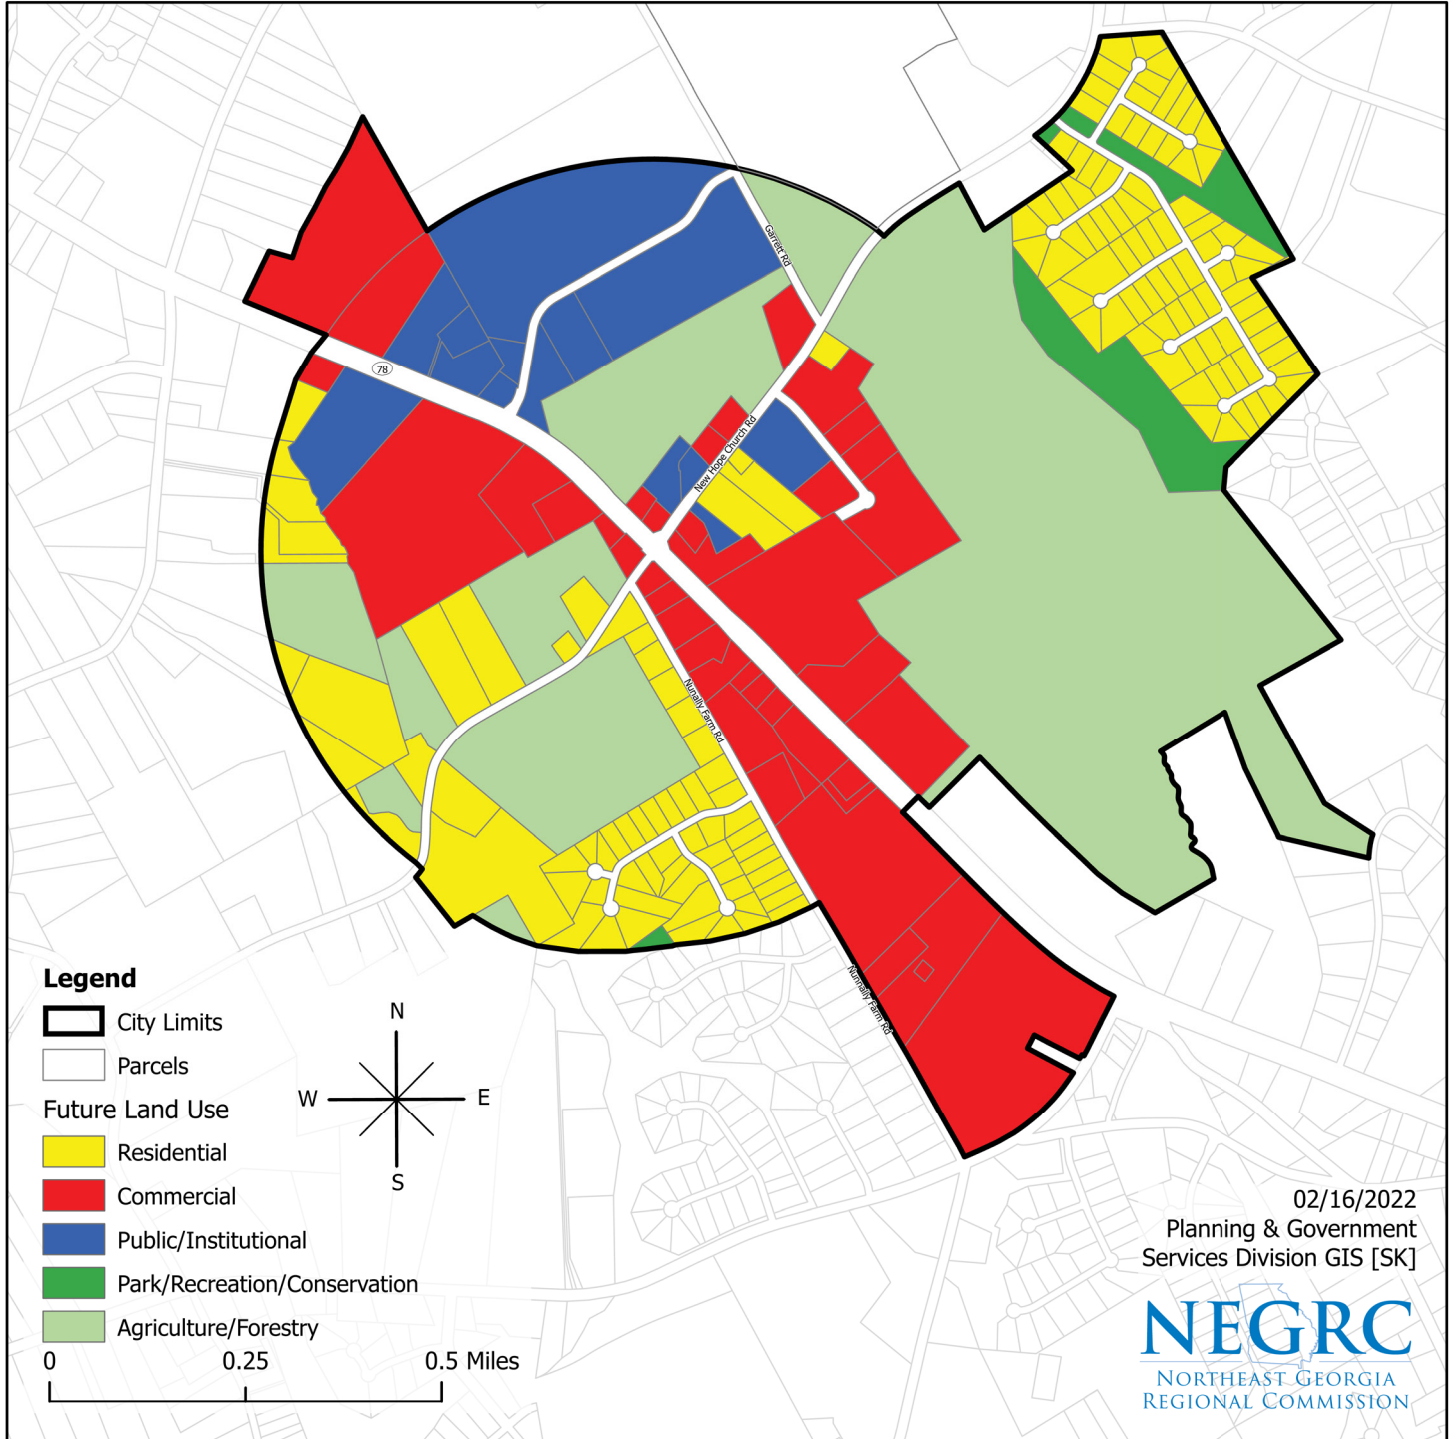 Garrett Rd
78
New Hope Church Rd
Nunally Farm Rd
Nunnally Farm Rd
Legend
City Limits
Parcels
Future Land Use
Residential
Commercial
Public/Institutional
Park/Recreation/Conservation
Agriculture/Forestry
0 0.25 0.5 Miles
N
W E
S
02/16/2022
Planning & Government
Services Division GIS [SK]
NEGRC
NORTHEAST GEORGIA
REGIONAL COMMISSION